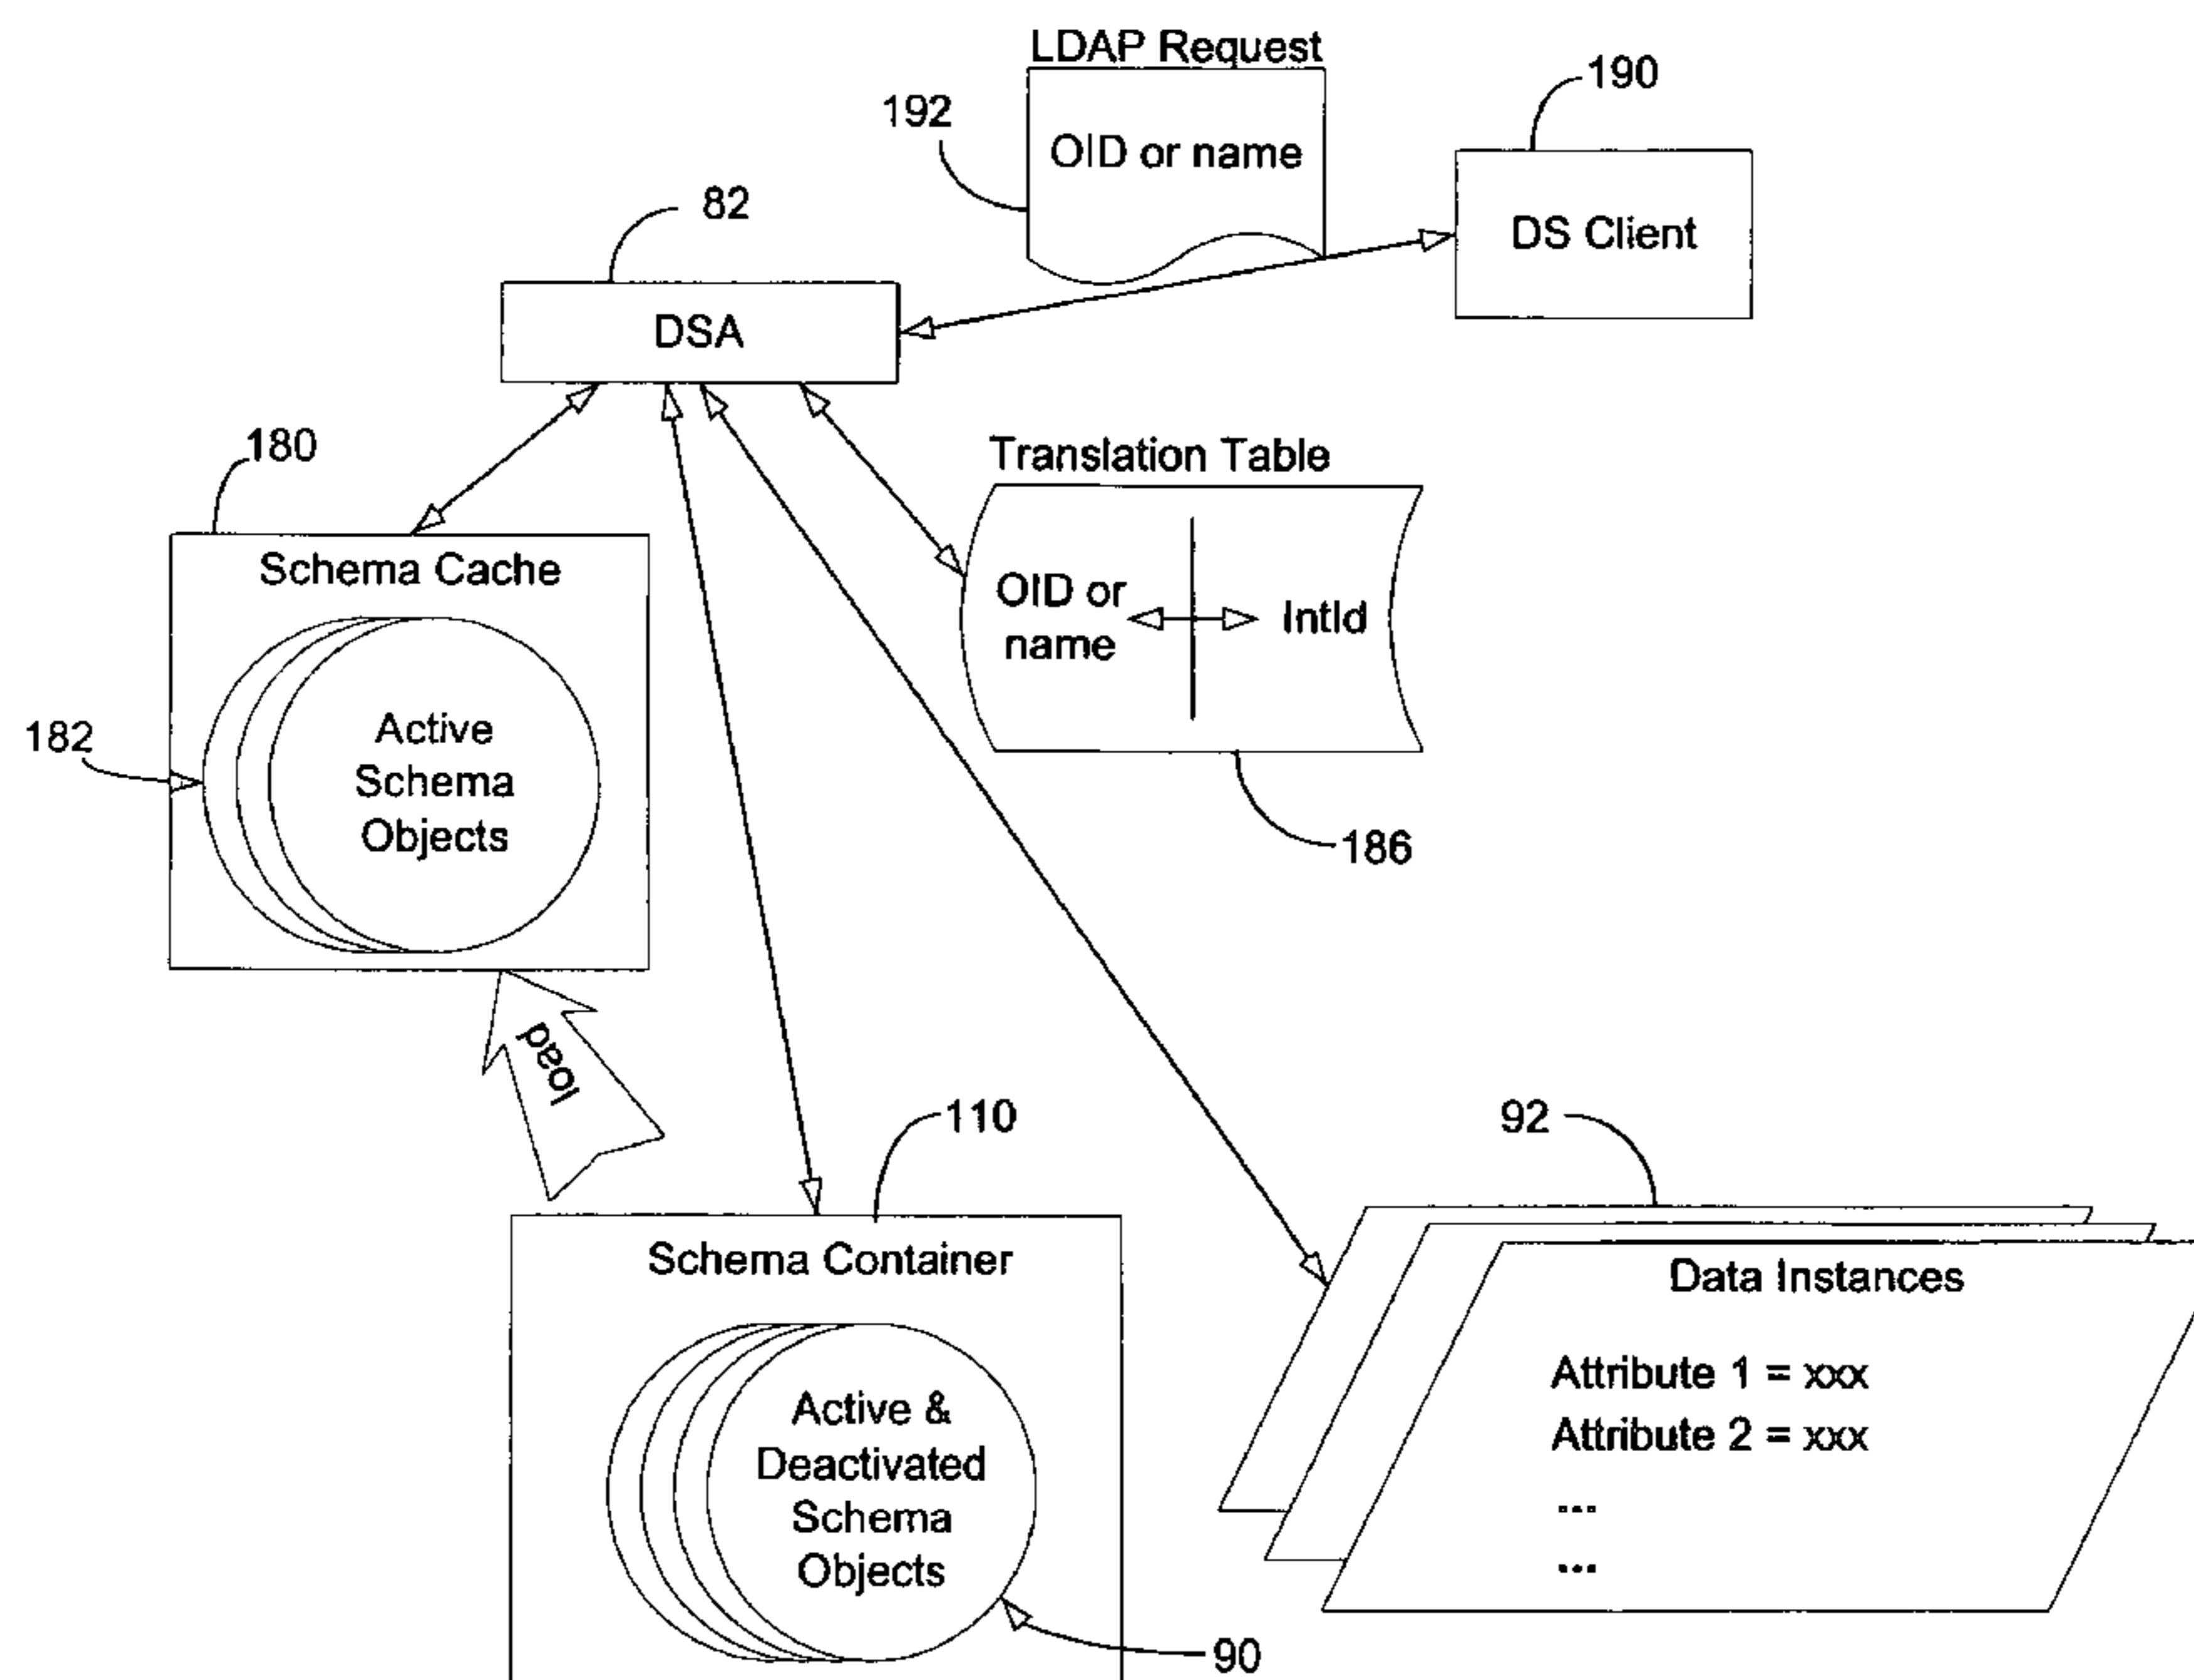 LDAP Request
190
192
OID or name
82
DS Client
DSA
180
Translation Table
Schema Cache
OID or
name
IntId
182
Active
Schema
Objects
186
load
110
92
Schema Container
Data Instances
Attribute 1 = xxx
Attribute 2 = xxx
...
...
Active &
Deactivated
Schema
Objects
90